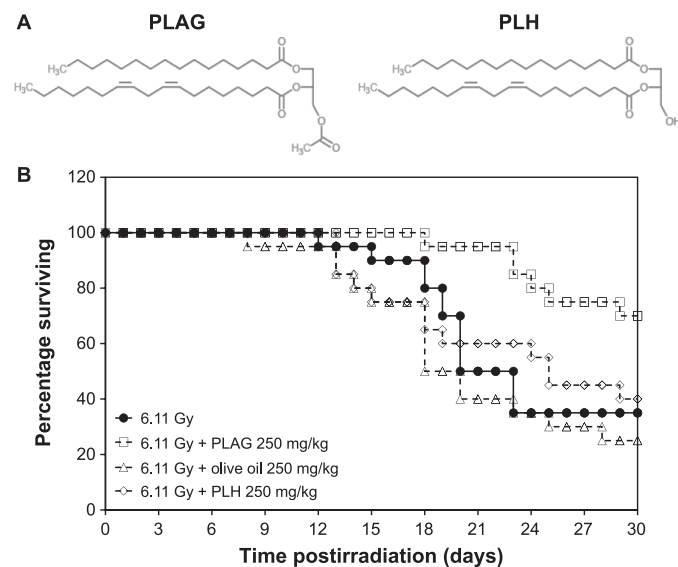 A
PLAG
PLH
O
H₃C
O
H₃C
O
O
O
H₃C
O
O
H₃C
O
H₃C
O
O
O
OH
B
120
100
80
60
40
20
0
Percentage surviving
6.11 Gy
6.11 Gy + PLAG 250 mg/kg
6.11 Gy + olive oil 250 mg/kg
6.11 Gy + PLH 250 mg/kg
0 3 6 9 12 15 18 21 24 27 30
Time postirradiation (days)